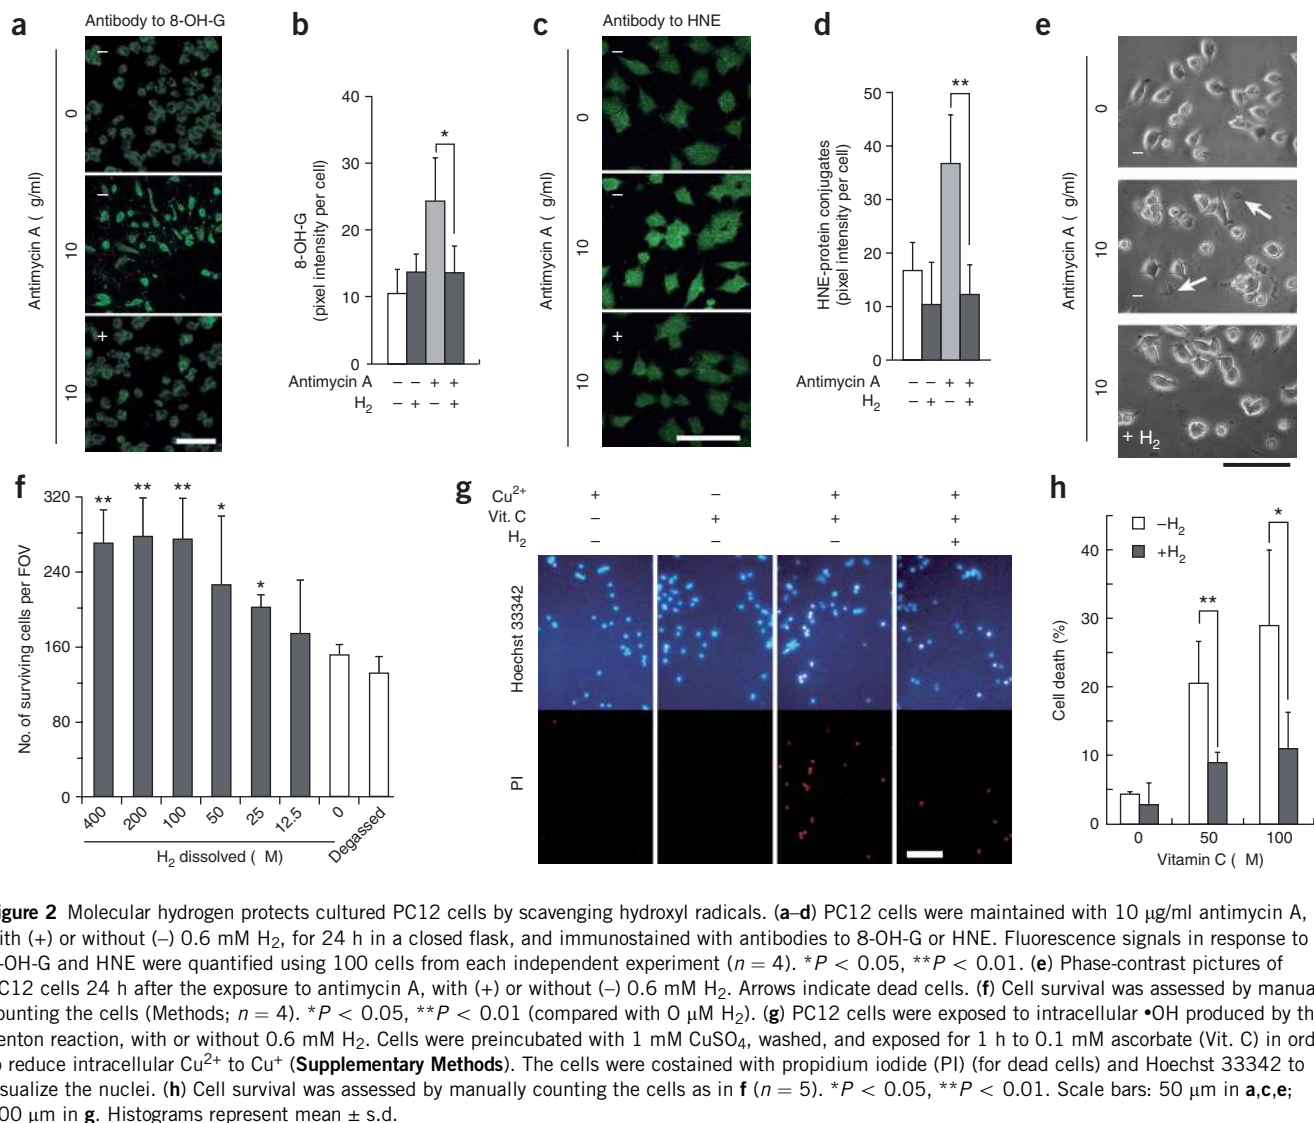 a
Antibody to 8-OH-G
Antimycin A ( g/ml)
0
10
10
–
–
+
b
8-OH-G
(pixel intensity per cell)
40
30
20
10
0
*
Antimycin A – – + +
H2 – + – +
c
Antibody to HNE
Antimycin A ( g/ml)
0
10
10
–
–
+
d
HNE-protein conjugates
(pixel intensity per cell)
50
40
30
20
10
0
**
Antimycin A – – + +
H2 – + – +
e
Antimycin A ( g/ml)
0
10
10
–
–
+ H2
f
No. of surviving cells per FOV
320
240
160
80
0
** ** ** * *
400 200 100 50 25 12.5 0 Degassed
H2 dissolved ( M)
g
Cu2+ + – + +
Vit. C – + + +
H2 – – – +
Hoechst 33342
PI
h
–H2
+H2
Cell death (%)
40
30
20
10
0
** *
0 50 100
Vitamin C ( M)
igure 2 Molecular hydrogen protects cultured PC12 cells by scavenging hydroxyl radicals. (a–d) PC12 cells were maintained with 10 µg/ml antimycin A,
ith (+) or without (–) 0.6 mM H2, for 24 h in a closed flask, and immunostained with antibodies to 8-OH-G or HNE. Fluorescence signals in response to
-OH-G and HNE were quantified using 100 cells from each independent experiment (n = 4). *P < 0.05, **P < 0.01. (e) Phase-contrast pictures of
C12 cells 24 h after the exposure to antimycin A, with (+) or without (–) 0.6 mM H2. Arrows indicate dead cells. (f) Cell survival was assessed by manua
ounting the cells (Methods; n = 4). *P < 0.05, **P < 0.01 (compared with O µM H2). (g) PC12 cells were exposed to intracellular •OH produced by th
enton reaction, with or without 0.6 mM H2. Cells were preincubated with 1 mM CuSO4, washed, and exposed for 1 h to 0.1 mM ascorbate (Vit. C) in ord
o reduce intracellular Cu2+ to Cu+ (Supplementary Methods). The cells were costained with propidium iodide (PI) (for dead cells) and Hoechst 33342 to
isualize the nuclei. (h) Cell survival was assessed by manually counting the cells as in f (n = 5). *P < 0.05, **P < 0.01. Scale bars: 50 µm in a,c,e;
00 µm in g. Histograms represent mean ± s.d.